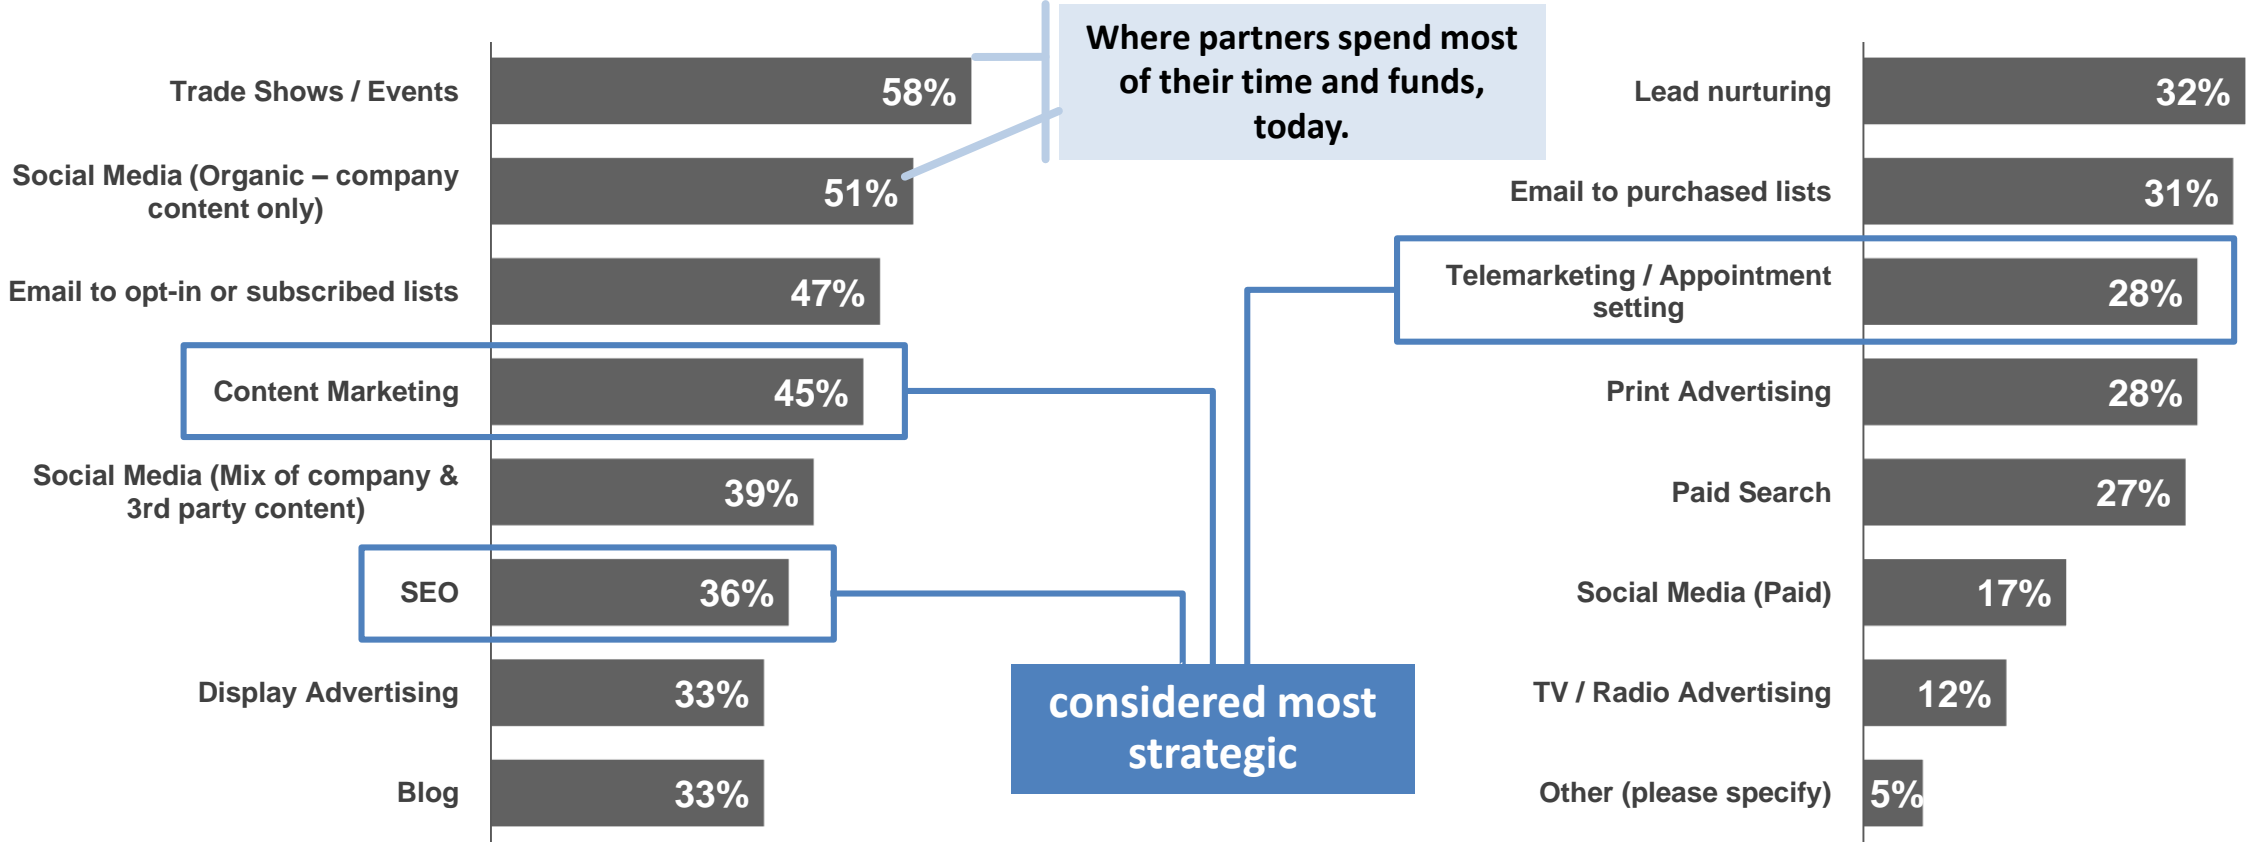 Where partners spend most
of their time and funds,
today.
Trade Shows / Events
58%
Social Media (Organic – company
content only)
51%
Email to opt-in or subscribed lists
47%
Content Marketing
45%
Social Media (Mix of company &
3rd party content)
39%
SEO
36%
Display Advertising
33%
Blog
33%
considered most
strategic
Lead nurturing
32%
Email to purchased lists
31%
Telemarketing / Appointment
setting
28%
Print Advertising
28%
Paid Search
27%
Social Media (Paid)
17%
TV / Radio Advertising
12%
Other (please specify)
5%